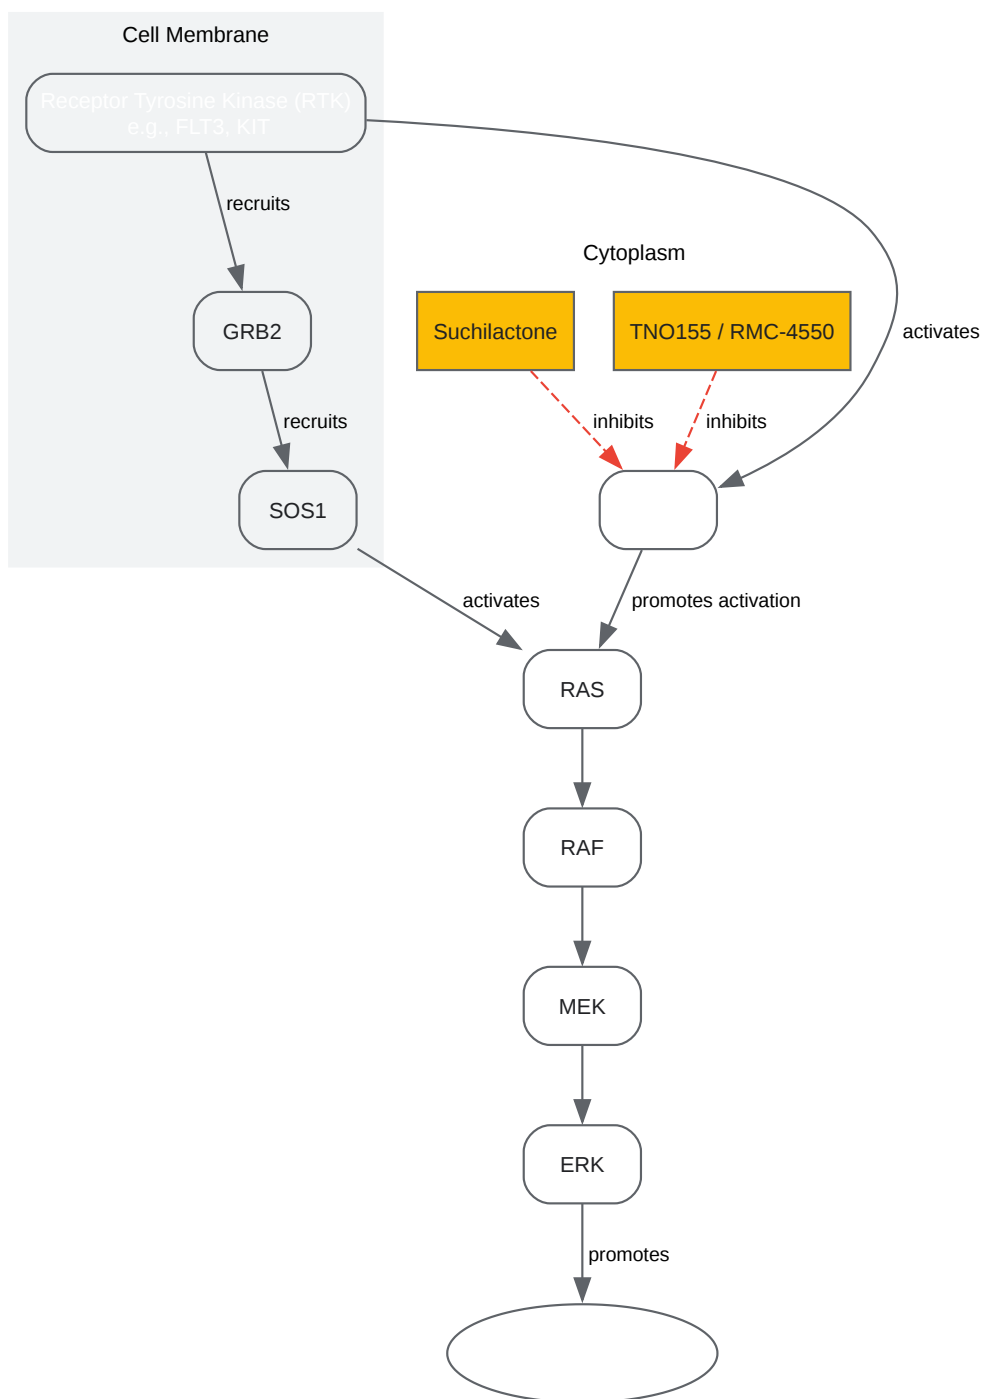 Cell Membrane
Receptor Tyrosine Kinase (RTK)
e.g., FLT3, KIT
recruits
Cytoplasm
GRB2
Suchilactone
TNO155 / RMC-4550
activates
recruits
inhibits
inhibits
SOS1
activates
promotes activation
RAS
RAF
MEK
ERK
promotes